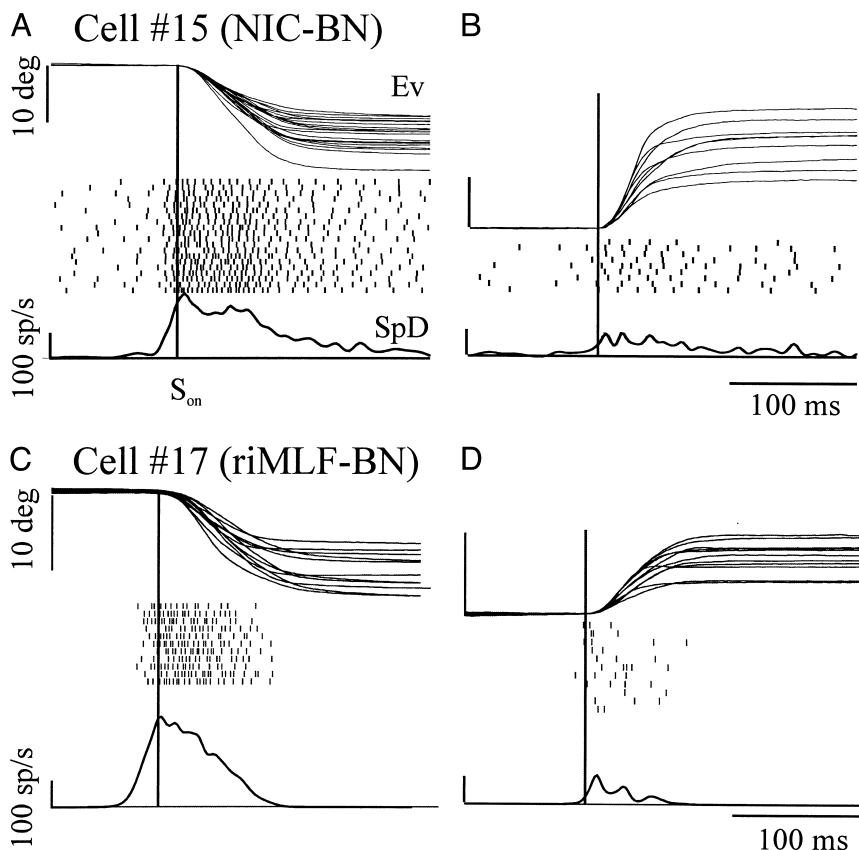 A Cell #15 (NIC-BN) B
Ev
10 deg
SpD
100 sp/s
Son
100 ms
C Cell #17 (riMLF-BN) D
10 deg
100 sp/s
100 ms